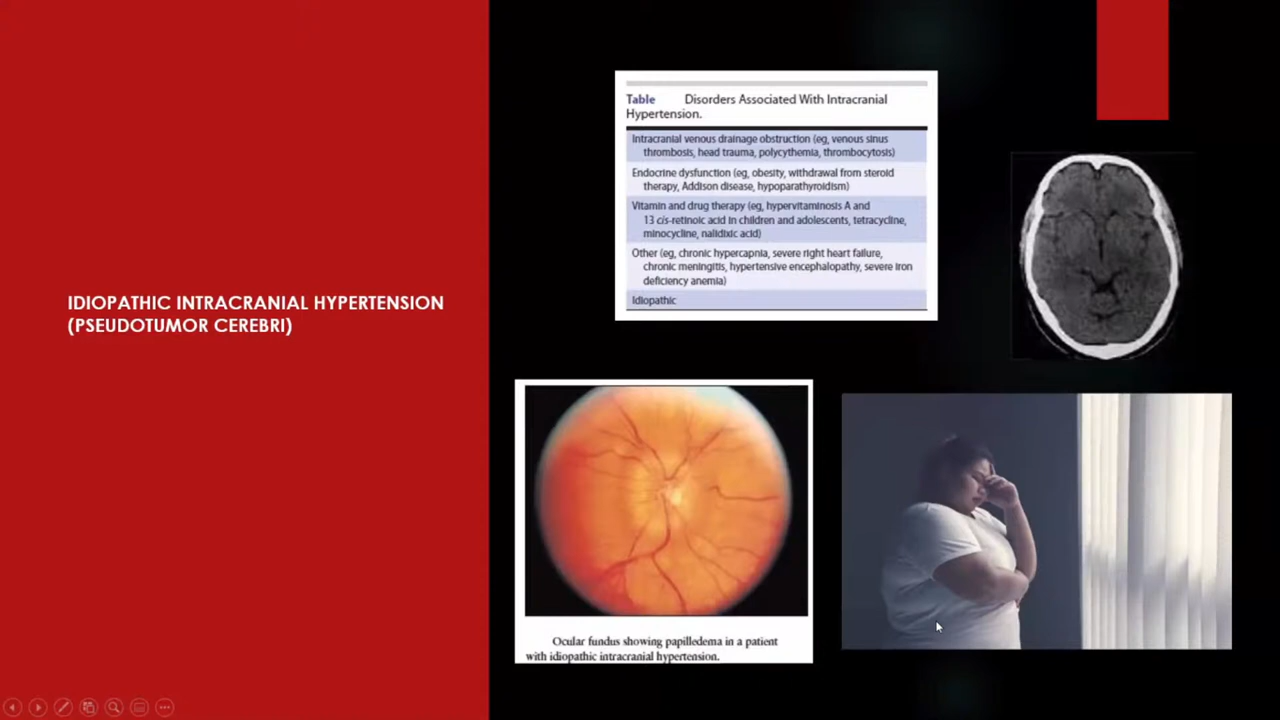 IDIOPATHIC INTRACRANIAL HYPERTENSION
(PSEUDOTUMOR CEREBRI)
Table Disorders Associated With Intracranial
Hypertension.
Intracranial venous drainage obstruction (eg, venous sinus
thrombosis, head trauma, polycythemia, thrombocytosis)
Endocrine dysfunction (eg, obesity, withdrawal from steroid
therapy, Addison disease, hypoparathyroidism)
Vitamin and drug therapy (eg, hypervitaminosis A and
13 cis-retinoic acid in children and adolescents, tetracycline,
minocycline, nalidixic acid)
Other (eg, chronic hypercapnia, severe right heart failure,
chronic meningitis, hypertensive encephalopathy, severe iron
deficiency anemia)
Idiopathic
Ocular fundus showing papilledema in a patient
with idiopathic intracranial hypertension.